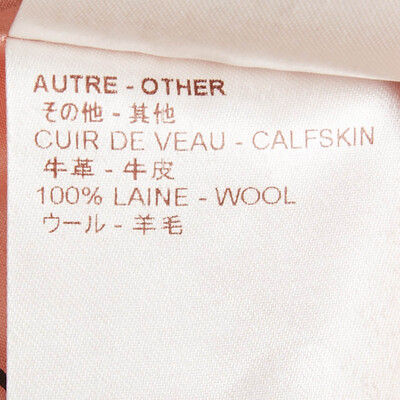 AUTRE - OTHER
その他 - 其他
CUIR DE VEAU - CALFSKIN
牛革 - 牛皮
100% LAINE - WOOL
ウール - 羊毛